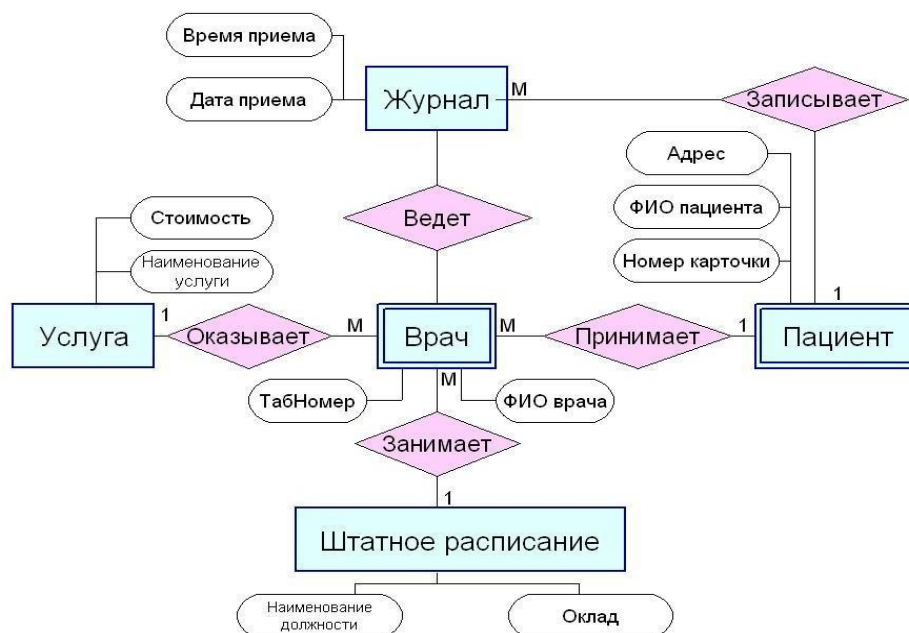 Время приема
Дата приема
Журнал
М
Записывает
Адрес
ФИО пациента
Номер карточки
Ведет
Стоимость
Наименование
услуги
Услуга
1
Оказывает
М
Врач
М
Принимает
1
1
Пациент
ТабНомер
М
ФИО врача
Занимает
1
Штатное расписание
Наименование
должности
Оклад